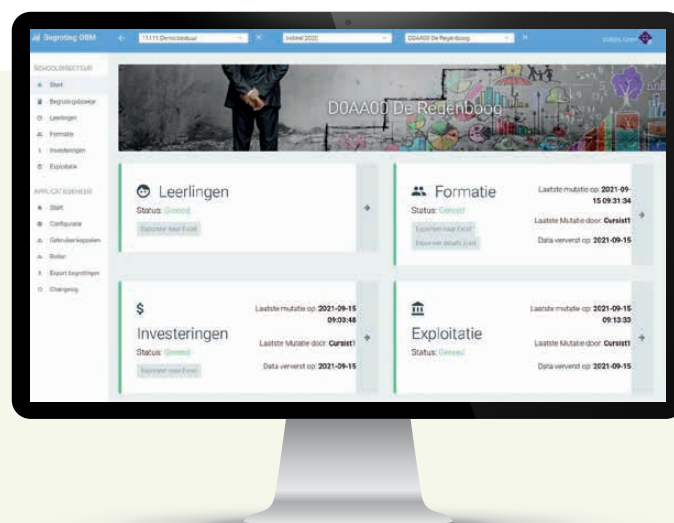 Begroting OBM
11111 Demobestuur
D0AA00 De Regenboog
SCHOOLDIRECTEUR
Start
Leerlingen
Formatie
Investeringen
Exploitatie
APPLICATIEBEHEER
Start
Configuratie
Gebruiker koppelen
Rollen
Export begrotingen
Changelog
D0AA00 De Regenboog
Leerlingen
Status: Gereed
Exporteer naar Excel
Formatie
Status: Gereed
Exporteer naar Excel
Exporteer details
Laatste mutatie op: 2021-09-
15 09:31:34
Laatste Mutatie door: Cursist1
Data ververst op: 2021-09-15
$
Investeringen
Status: Gereed
Exporteer naar Excel
Laatste mutatie op: 2021-09-15
09:03:48
Laatste Mutatie door: Cursist1
Data ververst op: 2021-09-15
Exploitatie
Status: Gereed
Laatste mutatie op: 2021-09-15
09:13:33
Laatste Mutatie door: Cursist1
Data ververst op: 2021-09-15